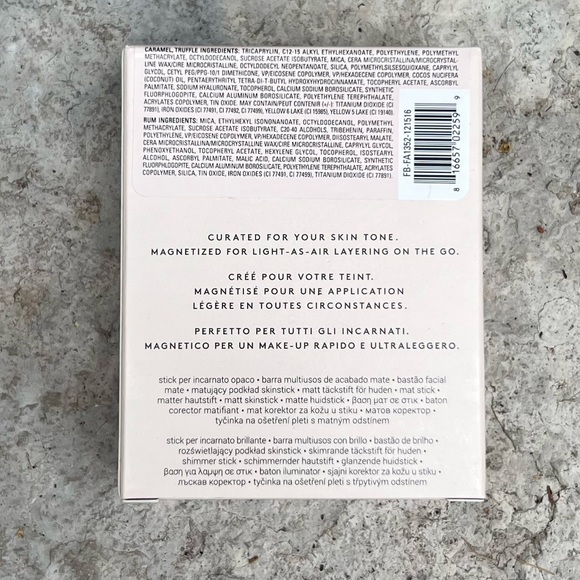 CARAMEL, TRUFFLE INGREDIENTS: TRICAPRYLIN, C12-15 ALKYL ETHYLHEXANOATE, POLYETHYLENE, POLYMETHYL
METHACRYLATE, OCTYLDODECANOL, SUCROSE ACETATE ISOBUTYRATE, MICA, CERA MICROCRISTALLINA/MICROCRYSTAL-
LINE WAX/CIRE MICROCRISTALLINE, OCTYLDODECYL NEOPENTANOATE, SILICA, POLYMETHYLSILSESQUIOXANE, CAPRYLYL
GLYCOL, CETYL PEG/PPG-10/1 DIMETHICONE, VP/EICOSENE COPOLYMER, VP/HEXADECENE COPOLYMER, COCOS NUCIFERA
(COCONUT) OIL, PENTAERYTHRITYL TETRA-DI-T-BUTYL HYDROXYHYDROCINNAMATE, TOCOPHERYL ACETATE, ASCORBYL
PALMITATE, SODIUM HYALURONATE, TOCOPHEROL, CALCIUM SODIUM BOROSILICATE, SYNTHETIC
FLUORPHLOGOPITE, CALCIUM ALUMINUM BOROSILICATE, POLYETHYLENE TEREPHTHALATE,
ACRYLATES COPOLYMER, TIN OXIDE. MAY CONTAIN/PEUT CONTENIR (+/-): TITANIUM DIOXIDE (CI
77891), IRON OXIDES (CI 77491, CI 77492, CI 77499), YELLOW 6 LAKE (CI 15985), YELLOW 5 LAKE (CI 19140)
RUM INGREDIENTS: MICA, ETHYLHEXYL ISONONANOATE, OCTYLDODECANOL, POLYMETHYL
METHACRYLATE, SUCROSE ACETATE ISOBUTYRATE, C20-40 ALCOHOLS, TRIBEHENIN, PARAFFIN,
POLYETHYLENE, VP/EICOSENE COPOLYMER, VP/HEXADECENE COPOLYMER, DIISOSTEARYL MALATE,
CERA MICROCRISTALLINA/MICROCRYSTALLINE WAX/CIRE MICROCRISTALLINE, CAPRYLYL GLYCOL,
PHENOXYETHANOL, TOCOPHERYL ACETATE, HEXYLENE GLYCOL, TOCOPHEROL, ISOSTEARYL
ALCOHOL, ASCORBYL PALMITATE, MALIC ACID, CALCIUM SODIUM BOROSILICATE, SYNTHETIC
FLUORPHLOGOPITE, CALCIUM ALUMINUM BOROSILICATE, POLYETHYLENE TEREPHTHALATE, ACRYLATES
COPOLYMER, SILICA, TIN OXIDE, IRON OXIDES (CI 77491, CI 77499), TITANIUM DIOXIDE (CI 77891).
FB-FA1352-121516
8 16657 02259 9
CURATED FOR YOUR SKIN TONE.
MAGNETIZED FOR LIGHT-AS-AIR LAYERING ON THE GO.
CRÉÉ POUR VOTRE TEINT.
MAGNÉTISÉ POUR UNE APPLICATION
LÉGÈRE EN TOUTES CIRCONSTANCES.
PERFETTO PER TUTTI GLI INCARNATI,
MAGNETICO PER UN MAKE-UP RAPIDO E ULTRALEGGERO.
stick per incarnato opaco • barra multiusos de acabado mate • bastão facial
mate • matujący podkład skinstick • matt täckstift för huden • mat stick •
matter hautstift • matt skinstick • matte huidstick • βαση ματ σε στικ • baton
corector matifiant • mat korektor za kožu u stiku • матов коректор •
tyčinka na ošetření pleti s matným odstínem
stick per incarnato brillante • barra multiusos con brillo • bastão de brilho •
rozświetlający podkład skinstick • skimrande täckstift för huden •
shimmer stick • schimmernder hautstift • glanzende huidstick •
βαση για λαμψη σε στικ • baton iluminator • sjajni korektor za kožu u stiku •
лъскав коректор • tyčinka na ošetření pleti s třpytivým odstínem